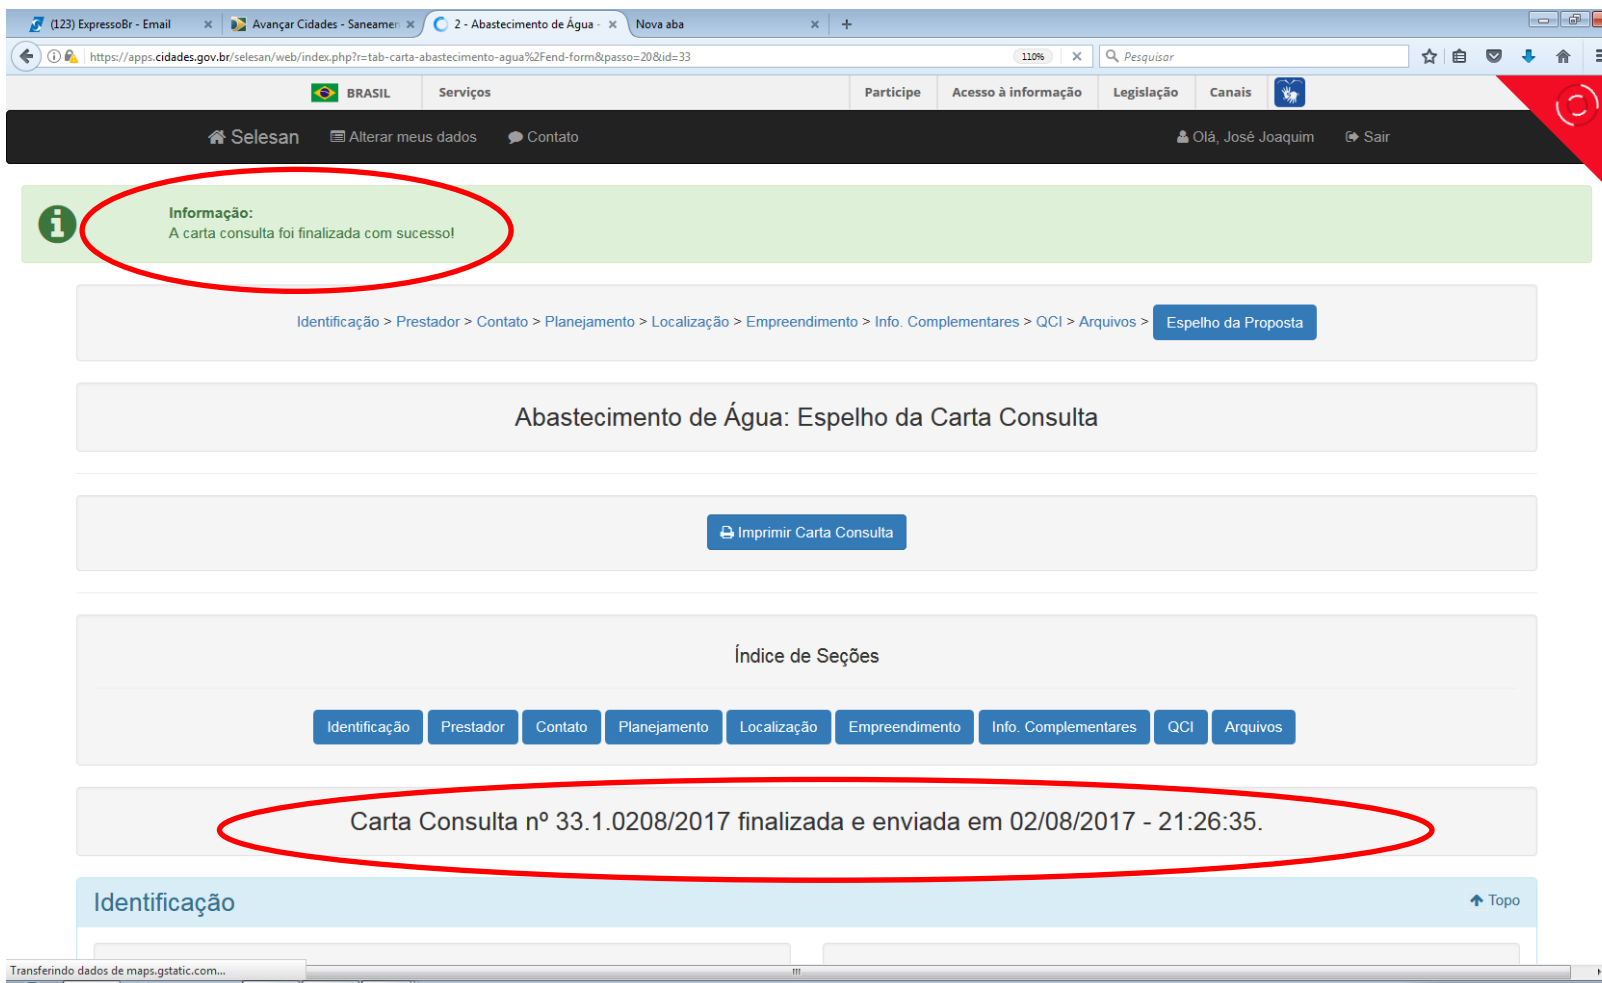 (123) ExpressoBr - Email
Avançar Cidades - Saneamen
2 - Abastecimento de Água -
Nova aba
https://apps.cidades.gov.br/selesan/web/index.php?r=tab-carta-abastecimento-agua%2Fend-form&passo=20&id=33
110%
Pesquisar
BRASIL Serviços Participe Acesso à informação Legislação Canais
Selesan Alterar meus dados Contato Olá, José Joaquim Sair
Informação:
A carta consulta foi finalizada com sucesso!
Identificação > Prestador > Contato > Planejamento > Localização > Empreendimento > Info. Complementares > QCI > Arquivos > Espelho da Proposta
Abastecimento de Água: Espelho da Carta Consulta
Imprimir Carta Consulta
Índice de Seções
Identificação Prestador Contato Planejamento Localização Empreendimento Info. Complementares QCI Arquivos
Carta Consulta nº 33.1.0208/2017 finalizada e enviada em 02/08/2017 - 21:26:35.
Identificação
Topo
Transferindo dados de maps.gstatic.com...